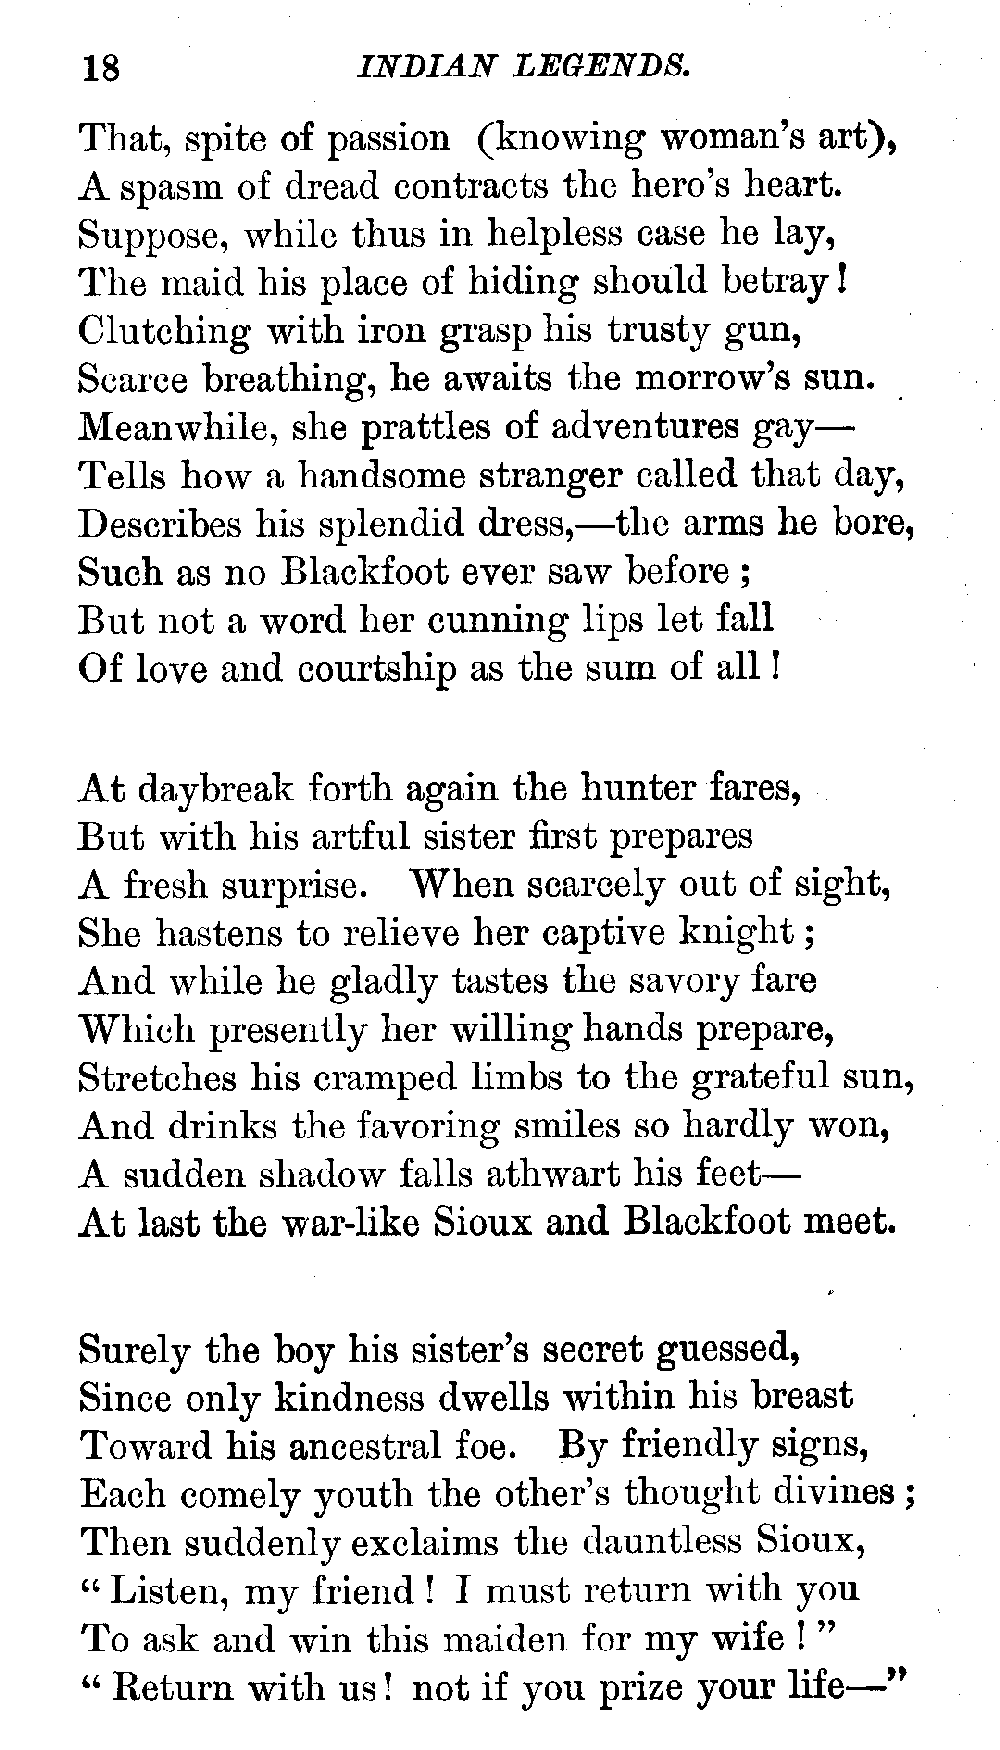 18 INDIAN LEGENDS.
That, spite of passion (knowing woman's art),
A spasm of dread contracts the hero's heart.
Suppose, while thus in helpless case he lay,
The maid his place of hiding should betray!
Clutching with iron grasp his trusty gun,
Scarce breathing, he awaits the morrow's sun.
Meanwhile, she prattles of adventures gay—
Tells how a handsome stranger called that day,
Describes his splendid dress,—the arms he bore,
Such as no Blackfoot ever saw before;
But not a word her cunning lips let fall
Of love and courtship as the sum of all!
At daybreak forth again the hunter fares,
But with his artful sister first prepares
A fresh surprise. When scarcely out of sight,
She hastens to relieve her captive knight;
And while he gladly tastes the savory fare
Which presently her willing hands prepare,
Stretches his cramped limbs to the grateful sun,
And drinks the favoring smiles so hardly won,
A sudden shadow falls athwart his feet—
At last the war-like Sioux and Blackfoot meet.
Surely the boy his sister's secret guessed,
Since only kindness dwells within his breast
Toward his ancestral foe. By friendly signs,
Each comely youth the other's thought divines;
Then suddenly exclaims the dauntless Sioux,
"Listen, my friend! I must return with you
To ask and win this maiden for my wife!"
"Return with us! not if you prize your life—"